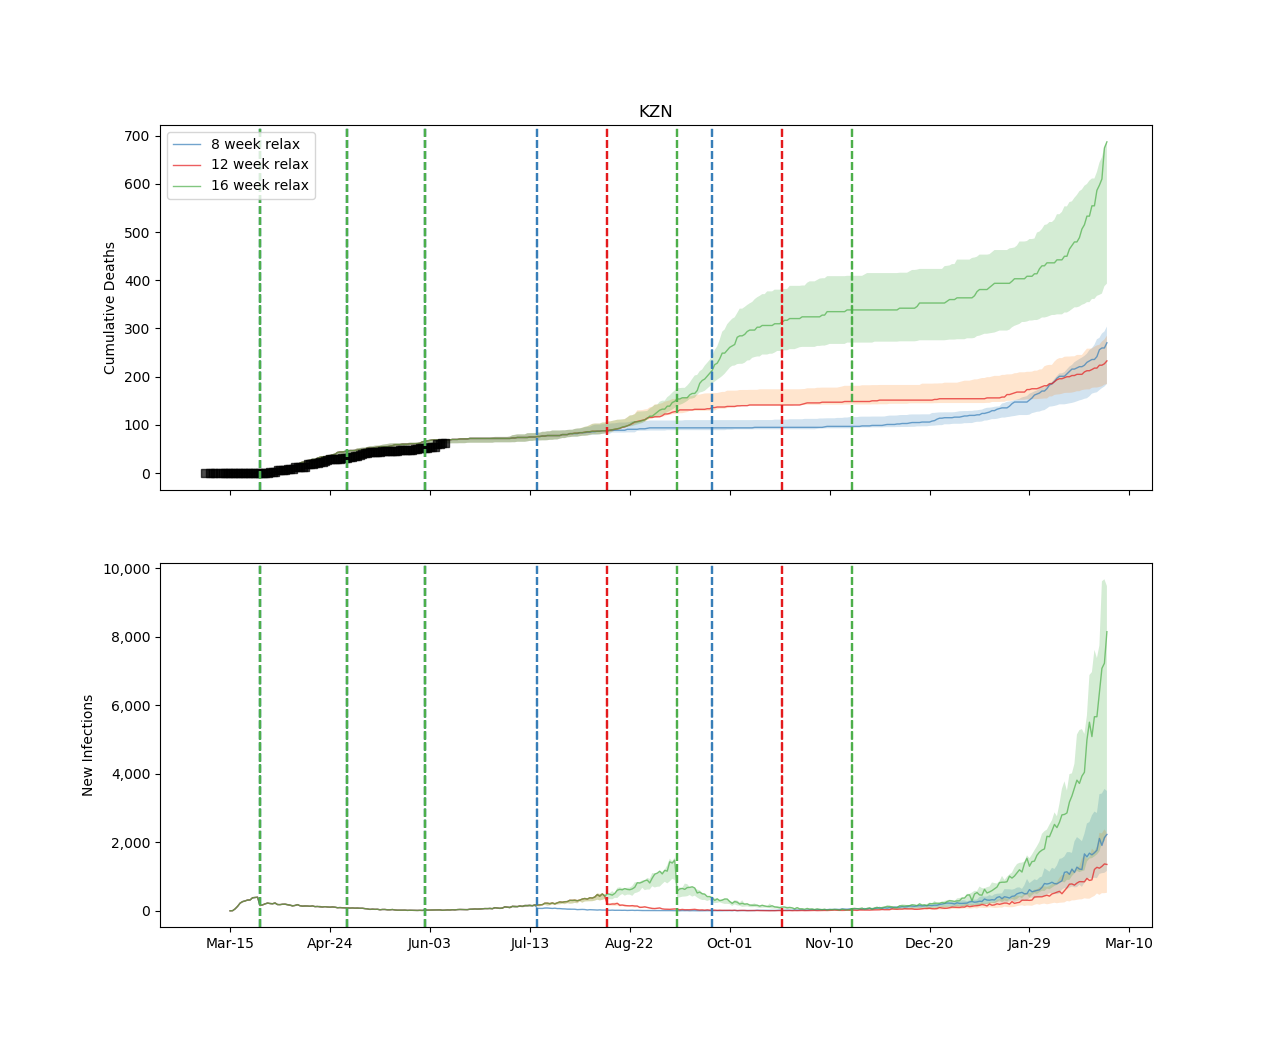 KZN
700
600
500
400
300
200
100
0
Cumulative Deaths
8 week relax
12 week relax
16 week relax
10,000
8,000
6,000
4,000
2,000
0
New Infections
Mar-15 Apr-24 Jun-03 Jul-13 Aug-22 Oct-01 Nov-10 Dec-20 Jan-29 Mar-10